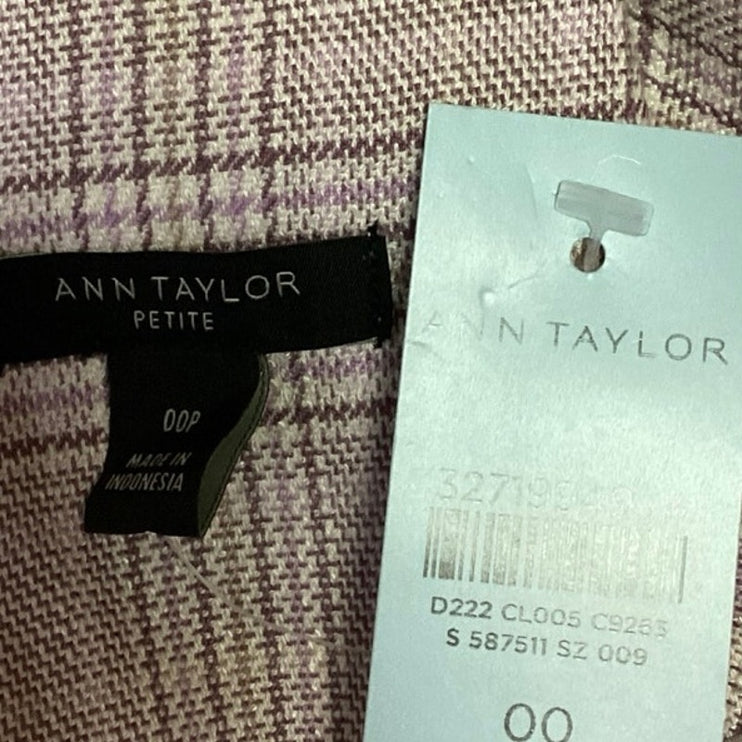 ANN TAYLOR
PETITE
00P
MADE IN
INDONESIA
ANN TAYLOR
D222 CL005 C9263
S 587511 SZ 009
00